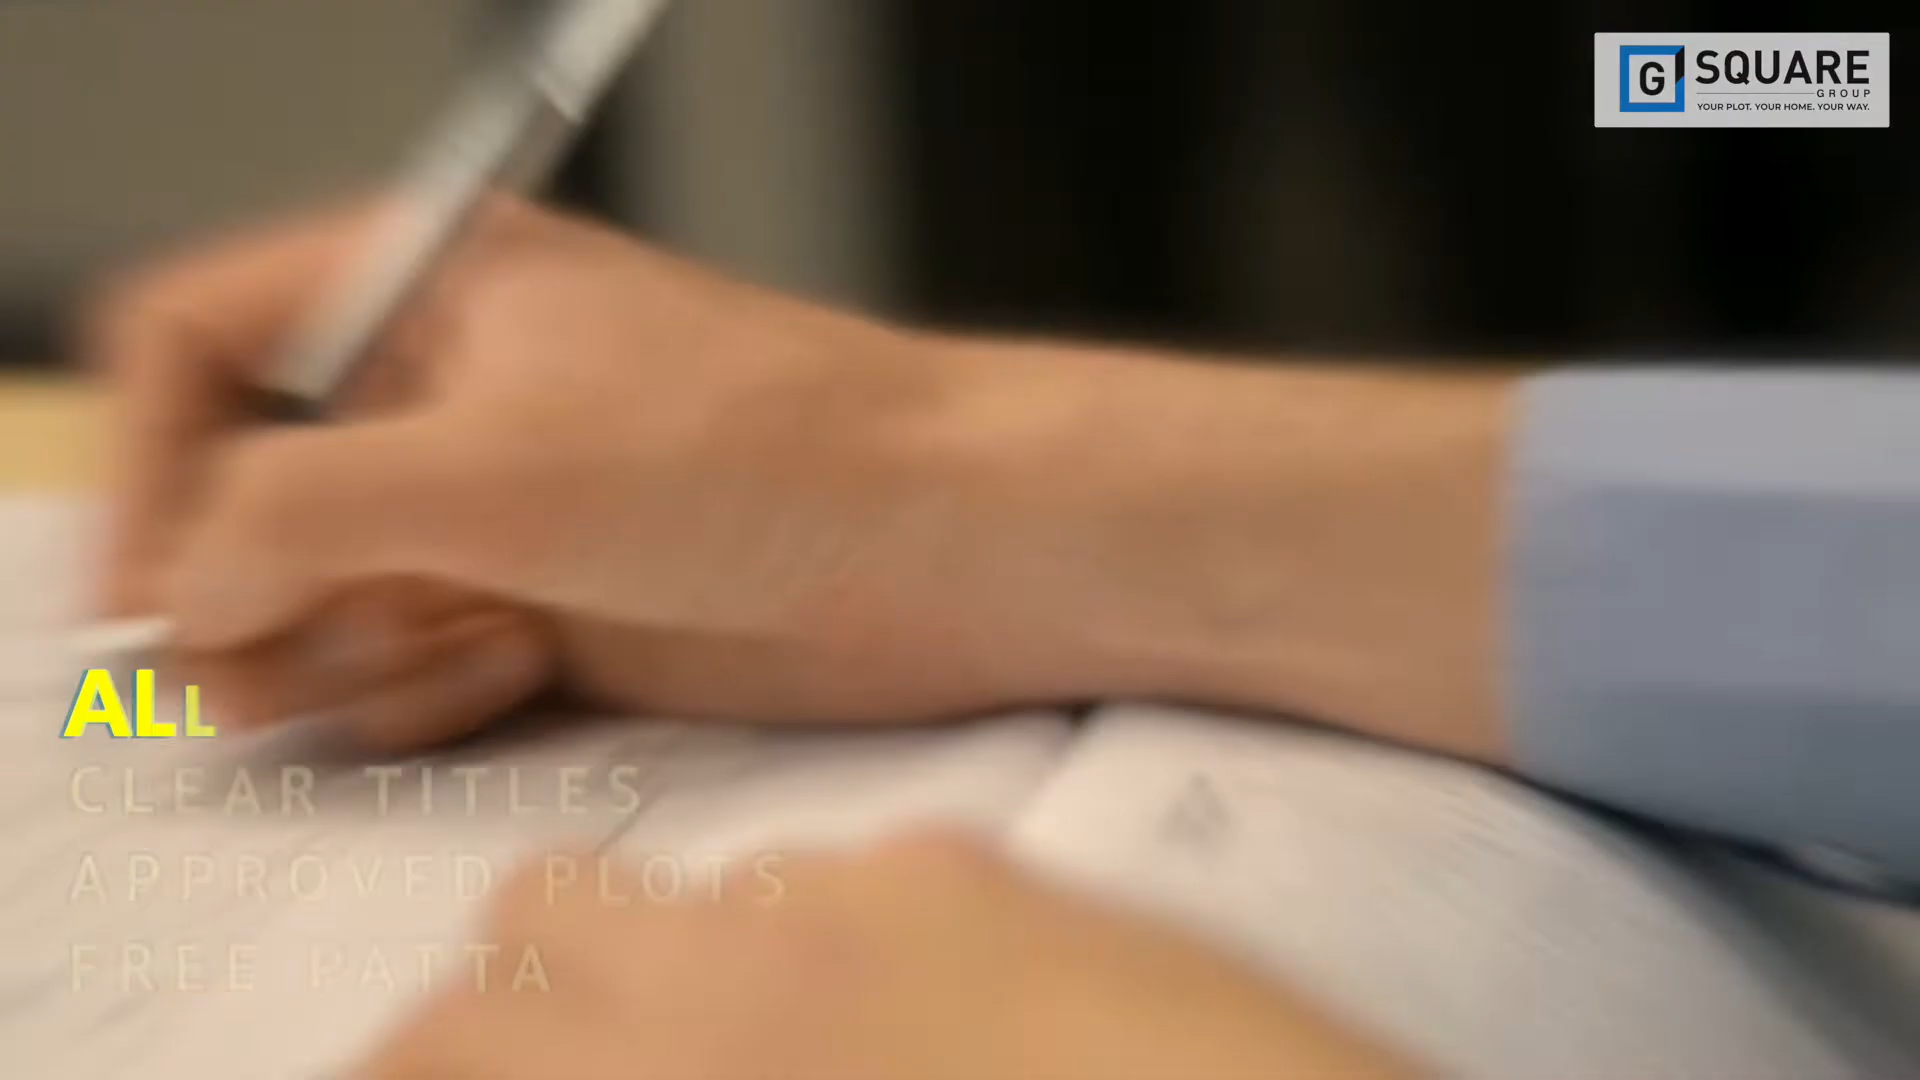 G SQUARE
GROUP
YOUR PLOT. YOUR HOME. YOUR WAY.
ALL
CLEAR TITLES
APPROVED PLOTS
FREE PATTA